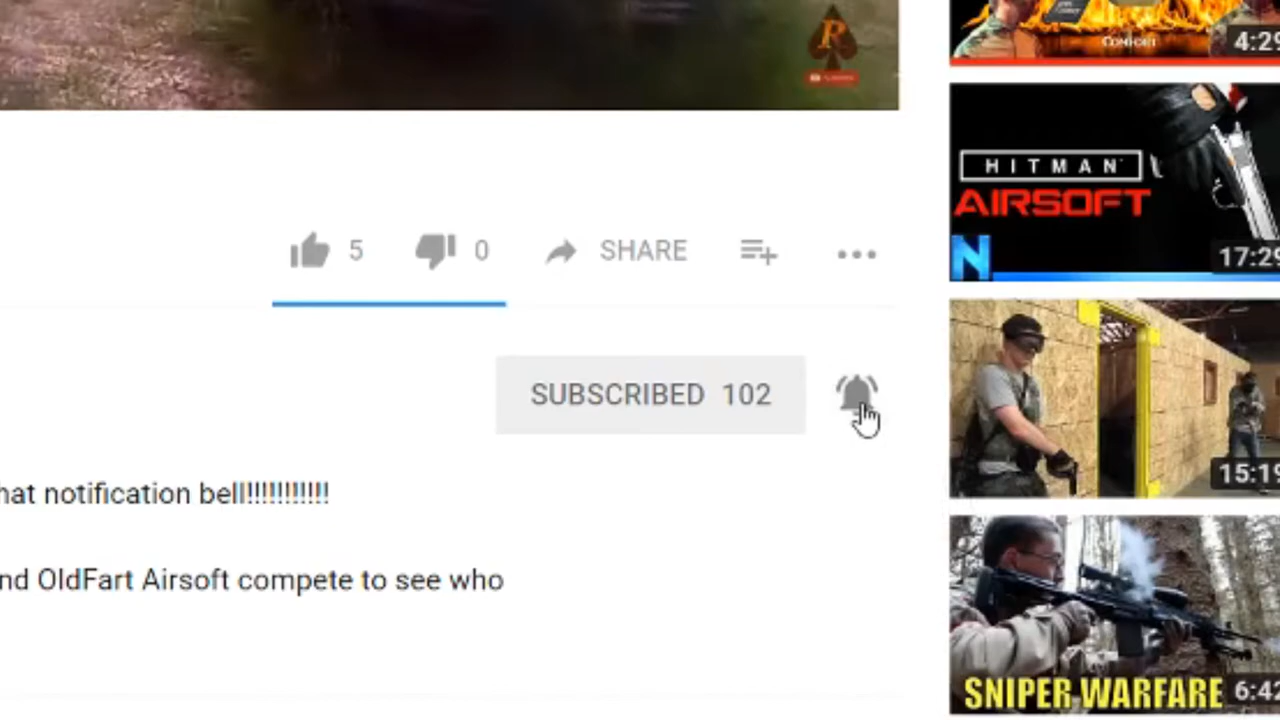 R
COMFORT
4:29
HITMAN
AIRSOFT
N
17:29
5
0
SHARE
SUBSCRIBED 102
hat notification bell!!!!!!!!!!!
15:19
nd OldFart Airsoft compete to see who
SNIPER WARFARE
6:42